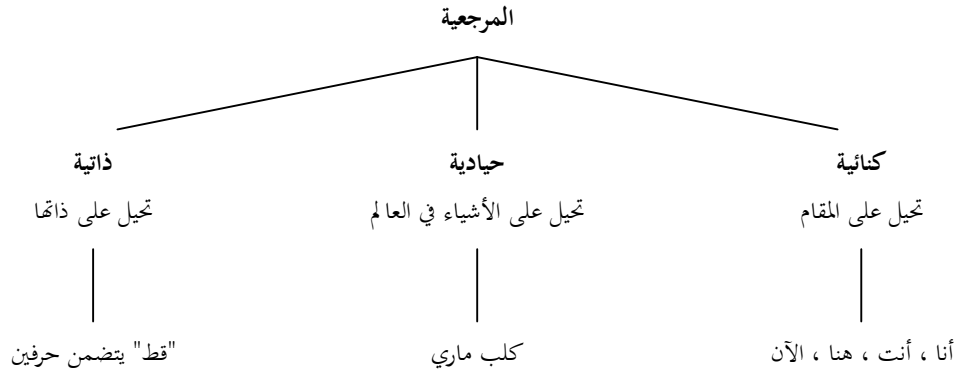 المرجعية
كنائية
حيادية
ذاتية
تحيل على المقام
تحيل على الأشياء في العالم
تحيل على ذاتها
أنا ، أنت ، هنا ، الآن
كلب ماري
"قط" يتضمن حرفين